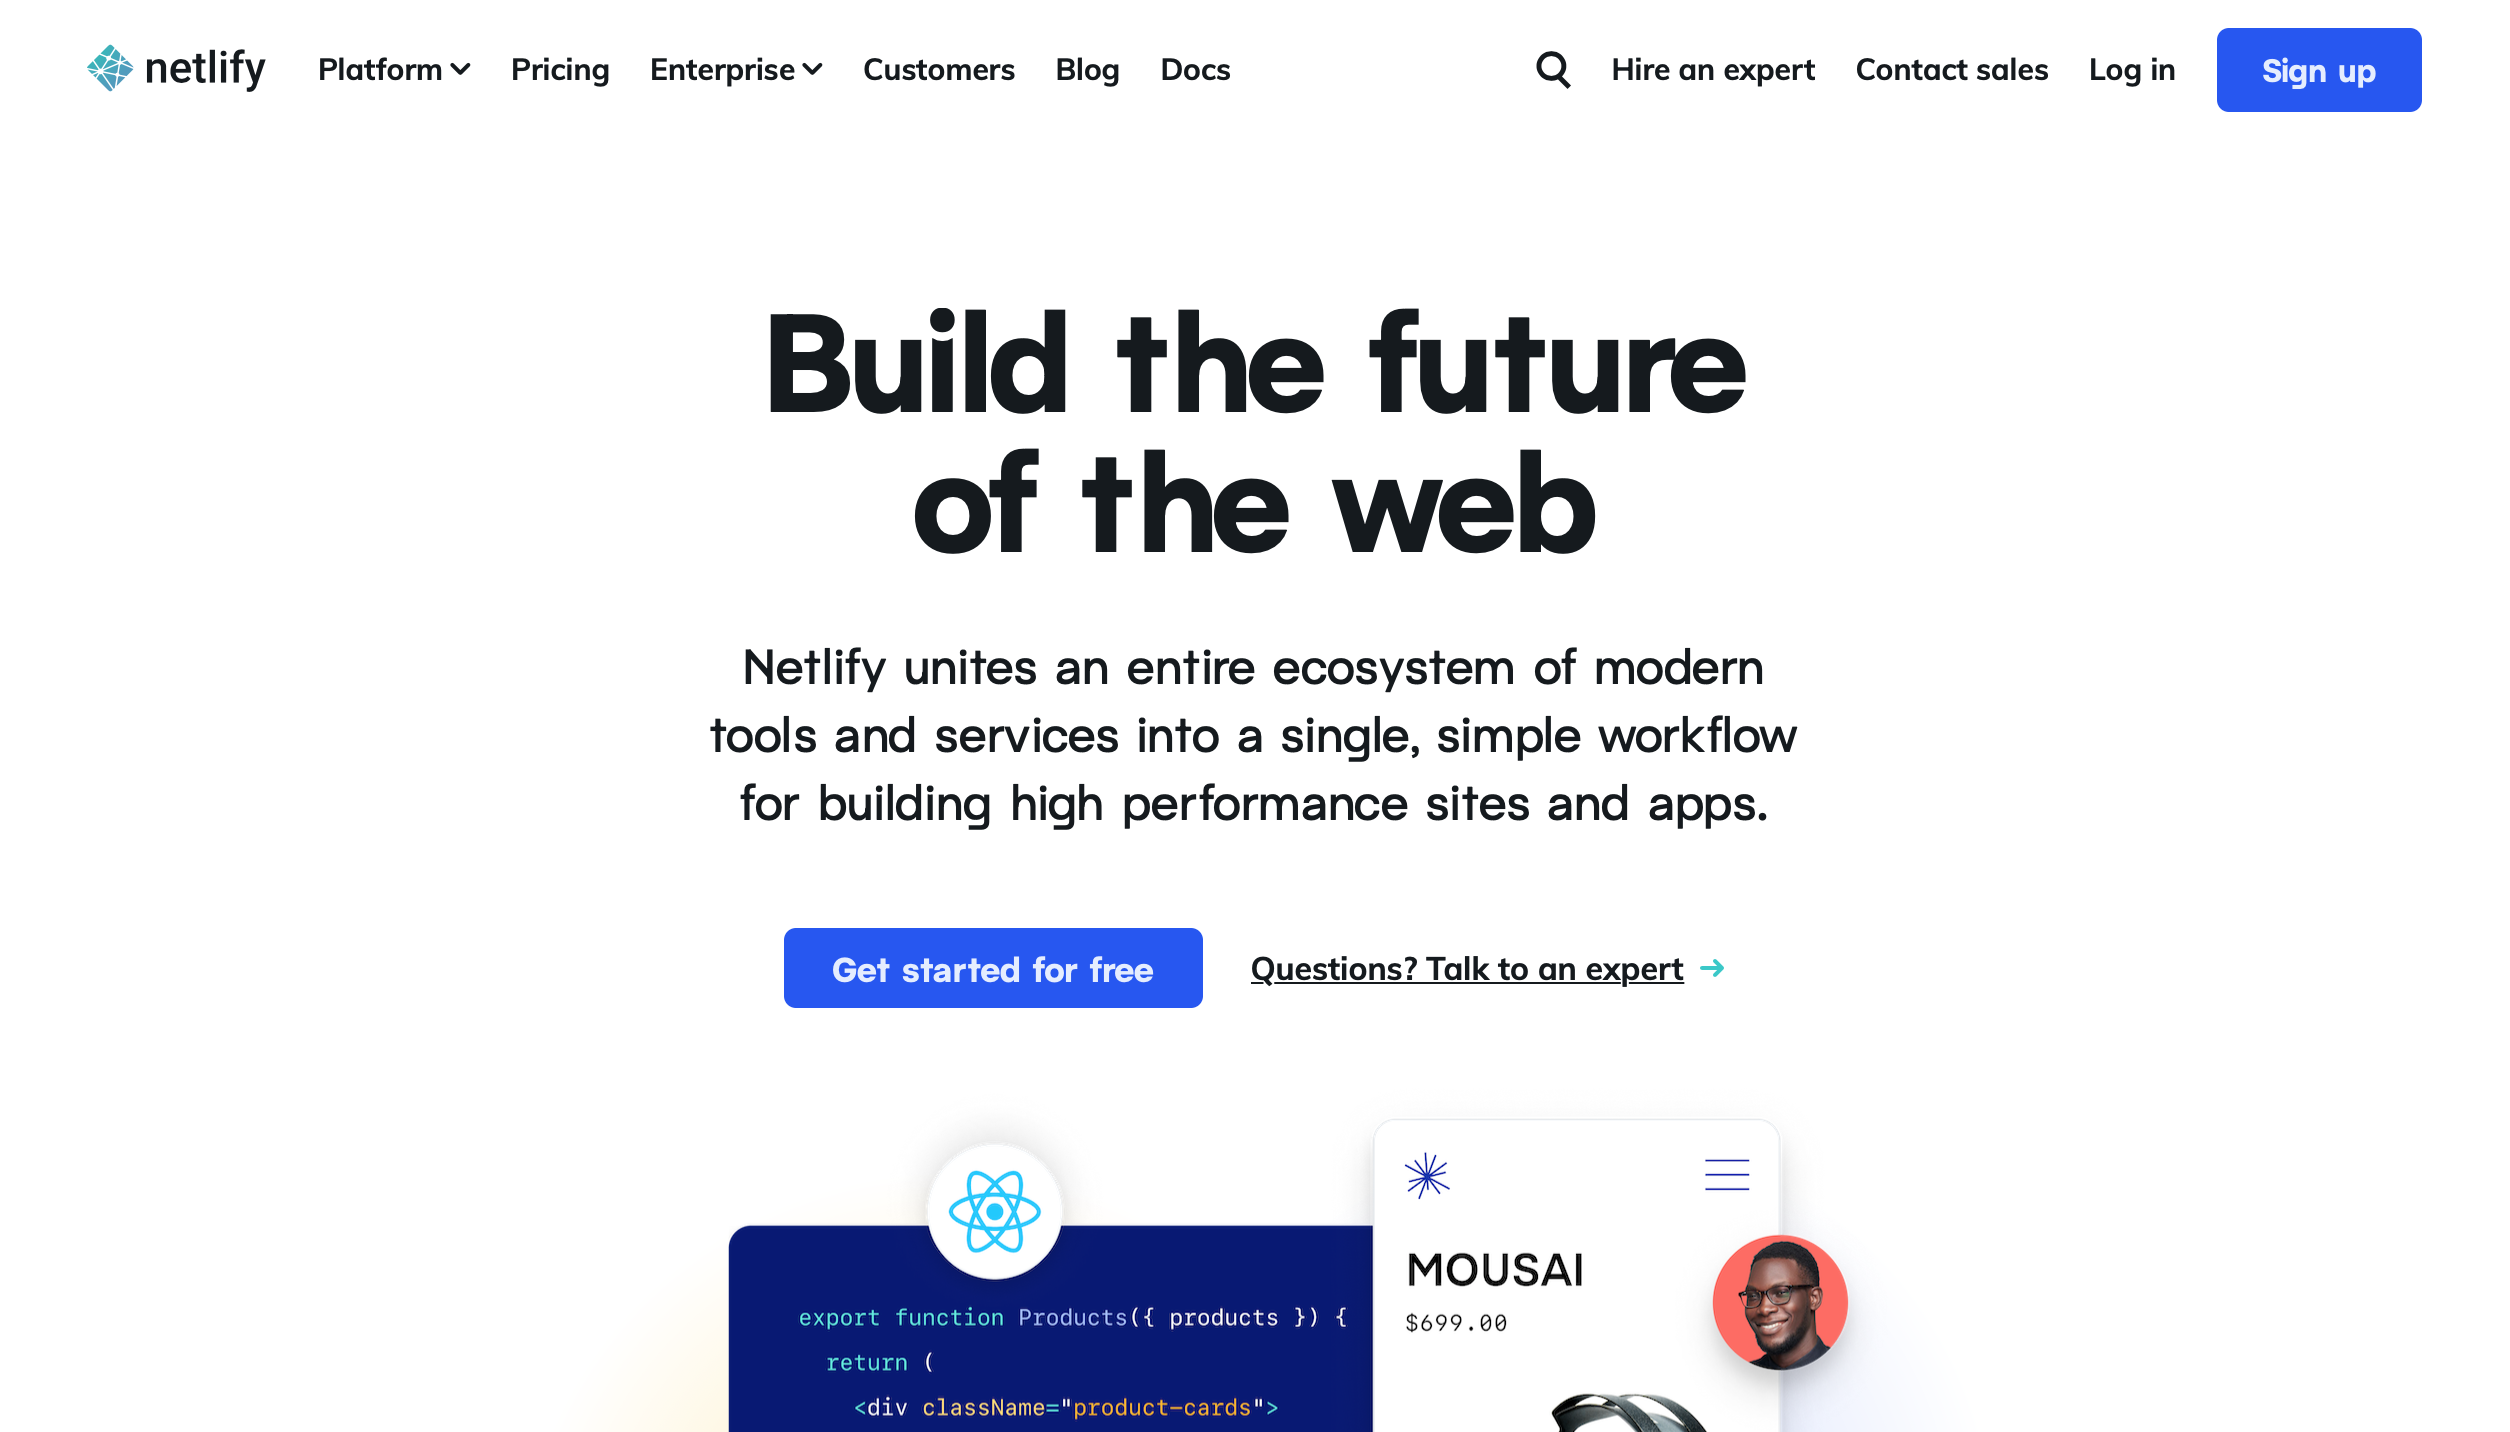 netlify
Platform
Pricing
Enterprise
Customers
Blog
Docs
Hire an expert
Contact sales
Log in
Sign up
Build the future
of the web
Netlify unites an entire ecosystem of modern
tools and services into a single, simple workflow
for building high performance sites and apps.
Get started for free
Questions? Talk to an expert
export function Products({ products }) {
return (
<div className="product-cards">
MOUSAI
$699.00